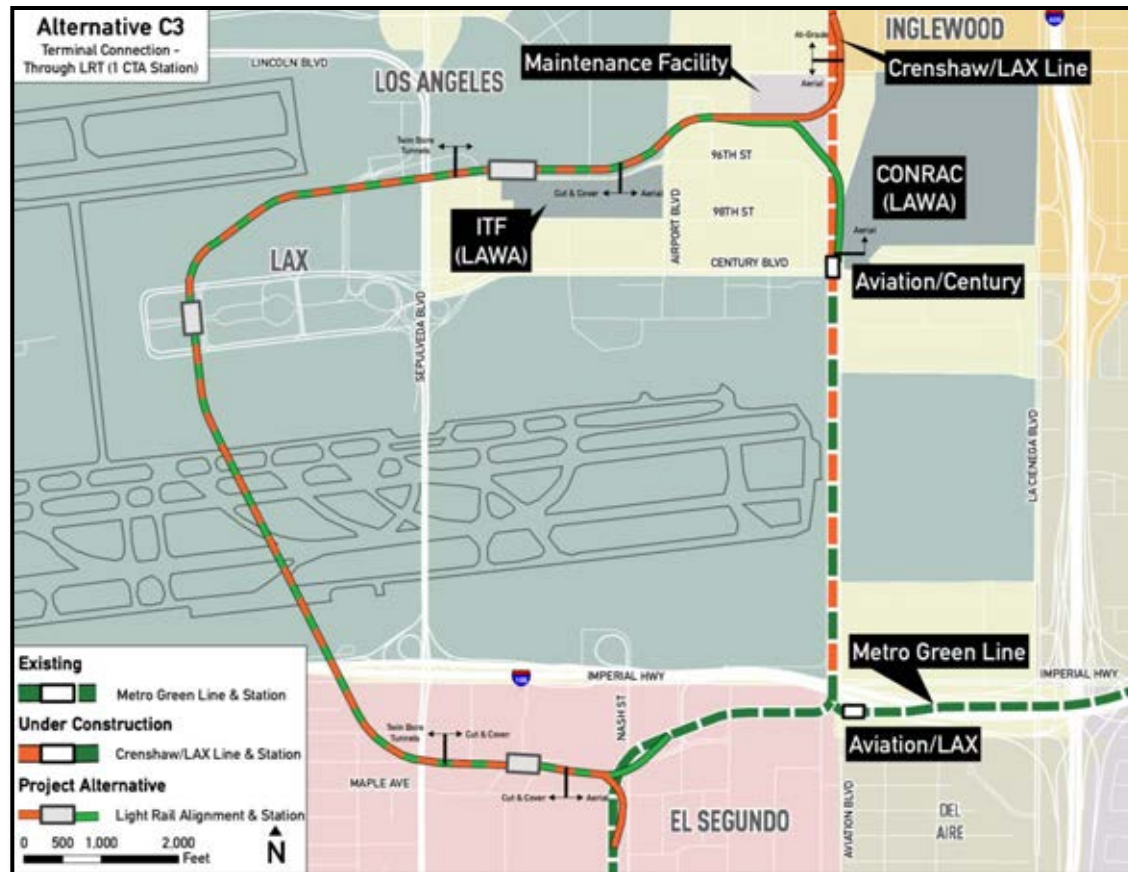 Alternative C3
Terminal Connection -
Through LRT (1 CTA Station)
LINCOLN BLVD
LOS ANGELES
INGLEWOOD
405
At-Grade
Aerial
Maintenance Facility
Crenshaw/LAX Line
Twin Bore
Tunnels
96TH ST
Cut & Cover
Aerial
98TH ST
AIRPORT BLVD
CONRAC
(LAWA)
ITF
(LAWA)
Aerial
LAX
CENTURY BLVD
Aviation/Century
SEPULVEDA BLVD
LA CIENEGA BLVD
Metro Green Line
IMPERIAL HWY
IMPERIAL HWY
105
NASH ST
Aviation/LAX
Twin Bore
Tunnels
Cut & Cover
MAPLE AVE
Cut & Cover
Aerial
EL SEGUNDO
AVIATION BLVD
DEL
AIRE
Existing
Metro Green Line & Station
Under Construction
Crenshaw/LAX Line & Station
Project Alternative
Light Rail Alignment & Station
0 500 1,000 2,000
Feet
N